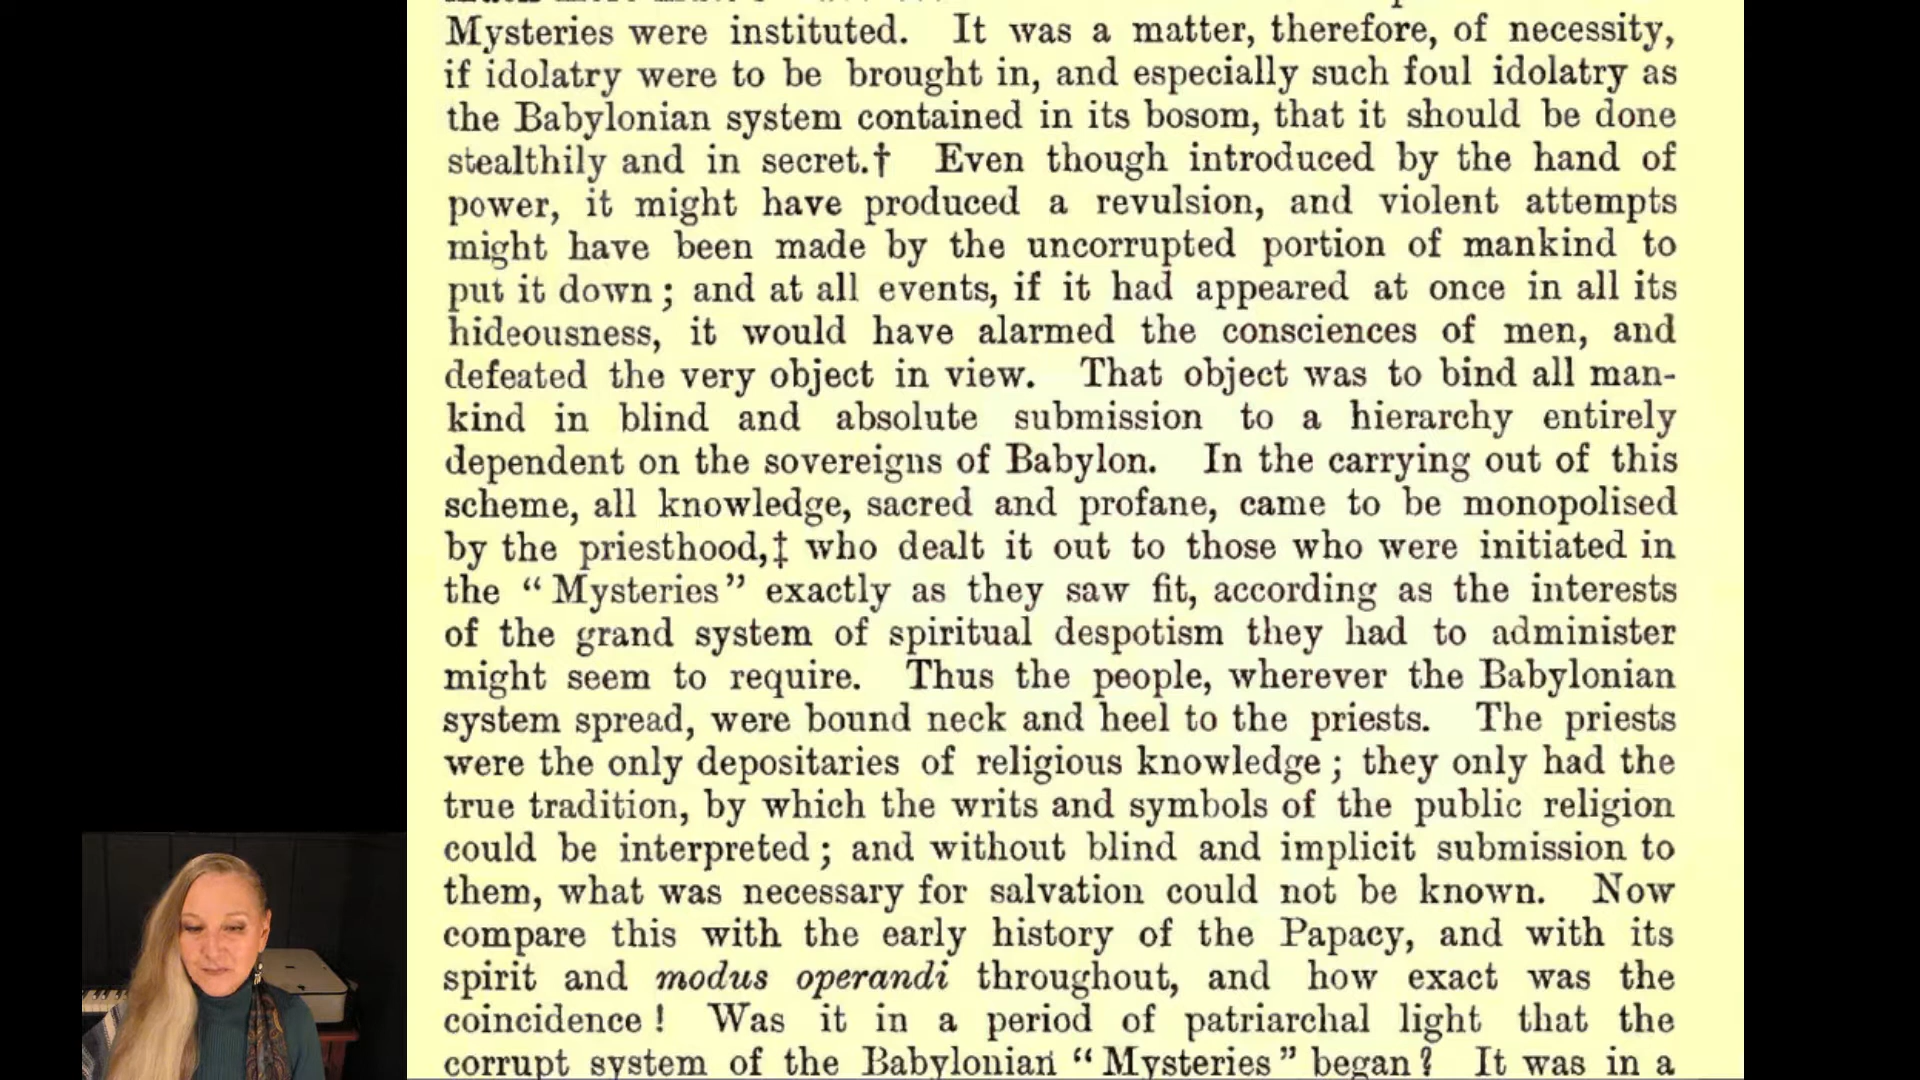 Mysteries were instituted. It was a matter, therefore, of necessity,
if idolatry were to be brought in, and especially such foul idolatry as
the Babylonian system contained in its bosom, that it should be done
stealthily and in secret.† Even though introduced by the hand of
power, it might have produced a revulsion, and violent attempts
might have been made by the uncorrupted portion of mankind to
put it down ; and at all events, if it had appeared at once in all its
hideousness, it would have alarmed the consciences of men, and
defeated the very object in view. That object was to bind all man-
kind in blind and absolute submission to a hierarchy entirely
dependent on the sovereigns of Babylon. In the carrying out of this
scheme, all knowledge, sacred and profane, came to be monopolised
by the priesthood,‡ who dealt it out to those who were initiated in
the “ Mysteries ” exactly as they saw fit, according as the interests
of the grand system of spiritual despotism they had to administer
might seem to require. Thus the people, wherever the Babylonian
system spread, were bound neck and heel to the priests. The priests
were the only depositaries of religious knowledge ; they only had the
true tradition, by which the writs and symbols of the public religion
could be interpreted ; and without blind and implicit submission to
them, what was necessary for salvation could not be known. Now
compare this with the early history of the Papacy, and with its
spirit and modus operandi throughout, and how exact was the
coincidence ! Was it in a period of patriarchal light that the
corrupt system of the Babylonian “ Mysteries ” began ? It was in a